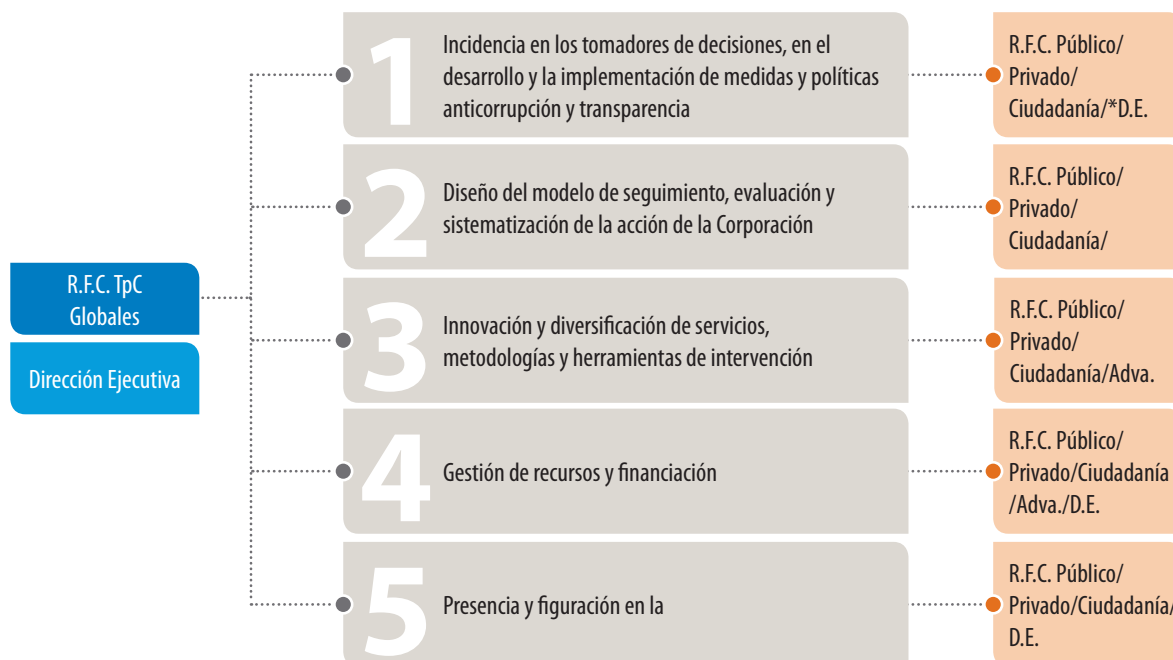 R.F.C. TpC
Globales
Dirección Ejecutiva
1
Incidencia en los tomadores de decisiones, en el
desarrollo y la implementación de medidas y políticas
anticorrupción y transparencia
R.F.C. Público/
Privado/
Ciudadanía/*D.E.
2
Diseño del modelo de seguimiento, evaluación y
sistematización de la acción de la Corporación
R.F.C. Público/
Privado/
Ciudadanía/
3
Innovación y diversificación de servicios,
metodologías y herramientas de intervención
R.F.C. Público/
Privado/
Ciudadanía/Adva.
4
Gestión de recursos y financiación
R.F.C. Público/
Privado/Ciudadanía
/Adva./D.E.
5
Presencia y figuración en la
R.F.C. Público/
Privado/Ciudadanía/
D.E.